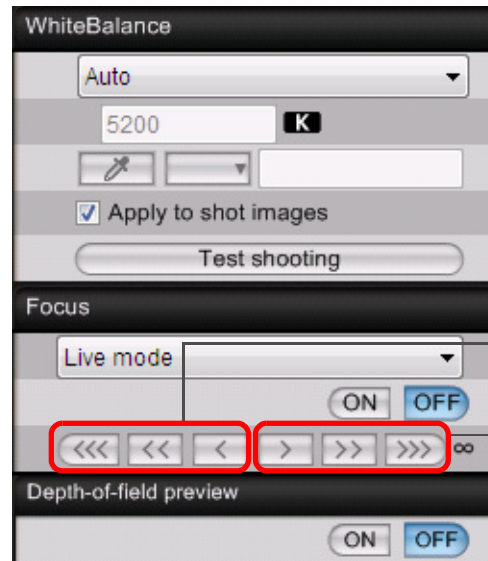 WhiteBalance
Auto
5200 K
Apply to shot images
Test shooting
Focus
Live mode
ON OFF
<<< << < > >> >>> ∞
Depth-of-field preview
ON OFF